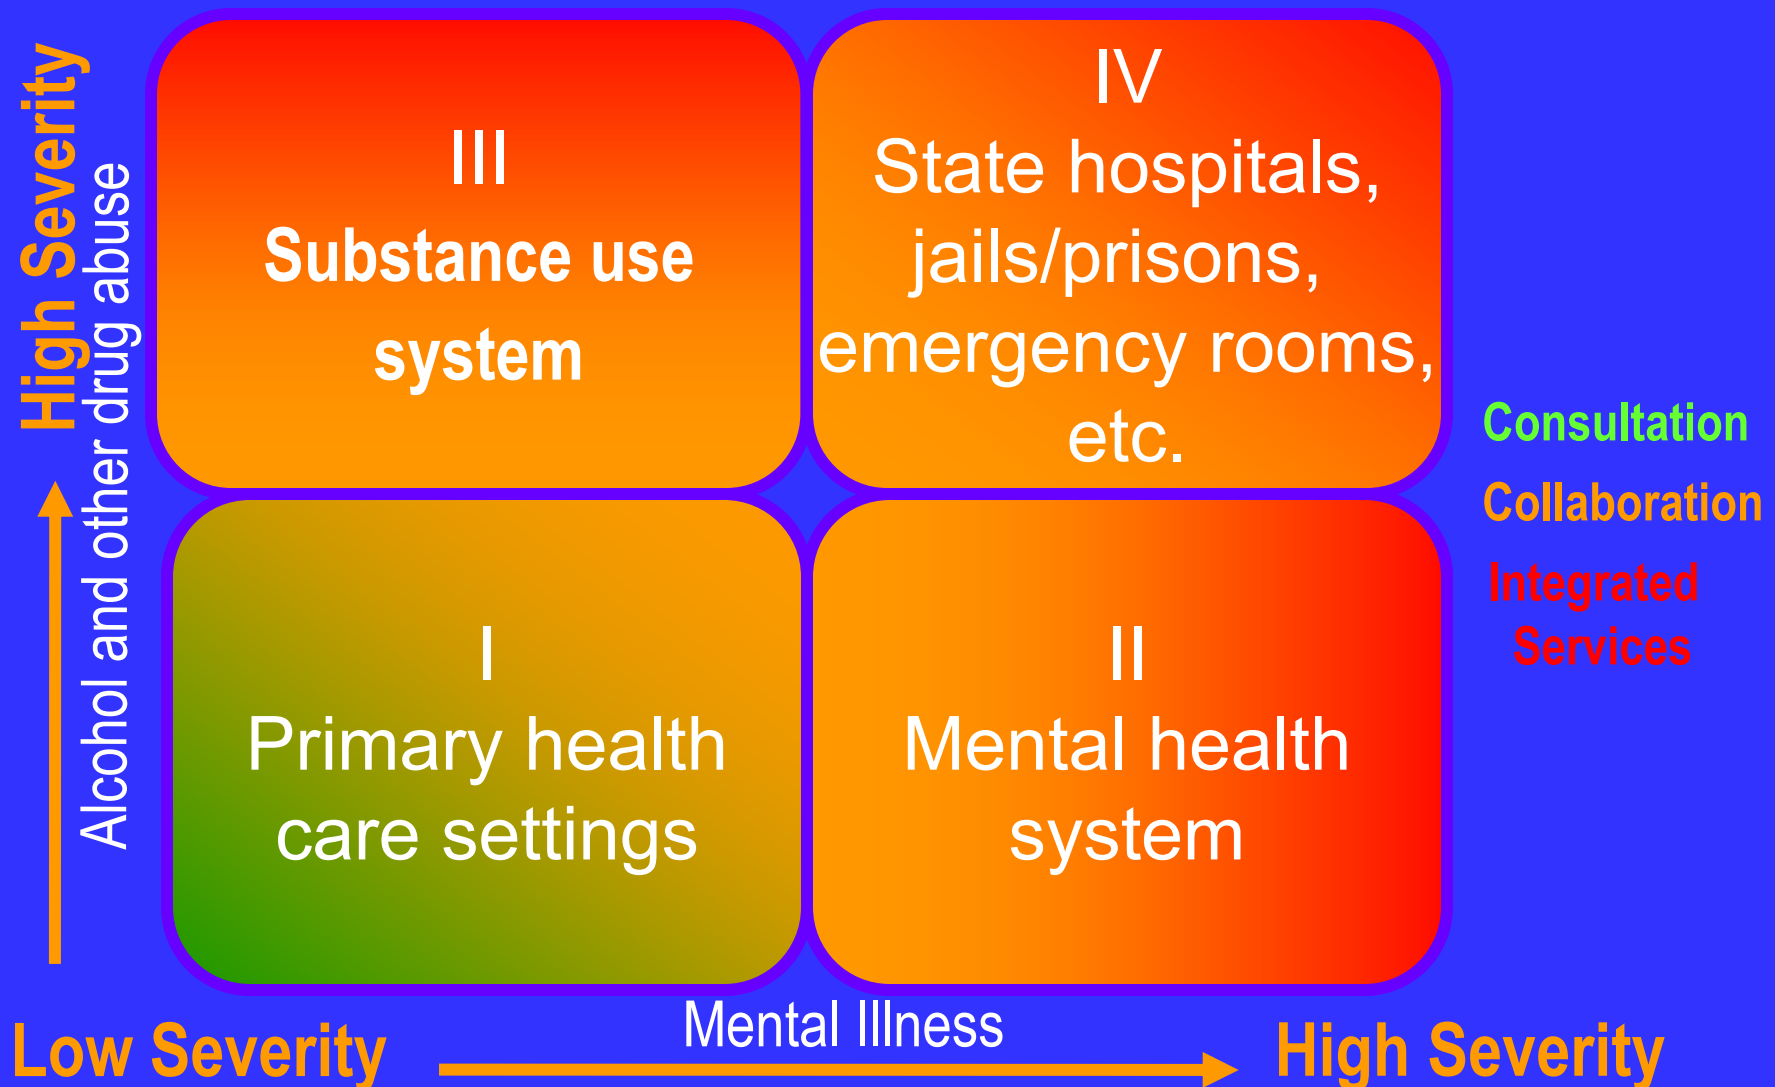 High Severity
Alcohol and other drug abuse
III
Substance use
system
IV
State hospitals,
jails/prisons,
emergency rooms,
etc.
I
Primary health
care settings
II
Mental health
system
Consultation
Collaboration
Integrated
Services
Low Severity
Mental Illness
High Severity